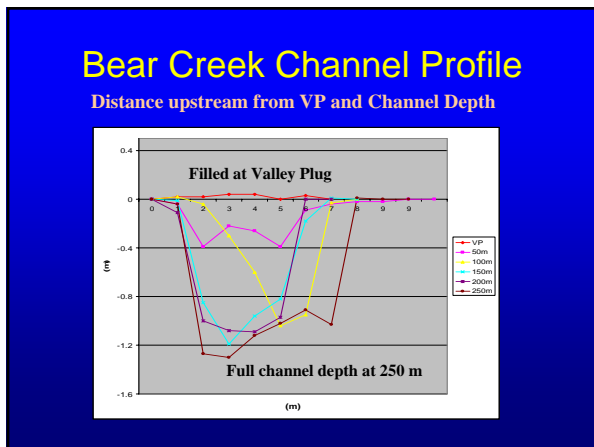 Bear Creek Channel Profile
Distance upstream from VP and Channel Depth
0.4
Filled at Valley Plug
0
0 1 2 3 4 5 6 7 8 9 9
-0.4
(m)
VP
50m
100m
150m
200m
250m
-0.8
-1.2
Full channel depth at 250 m
-1.6
(m)